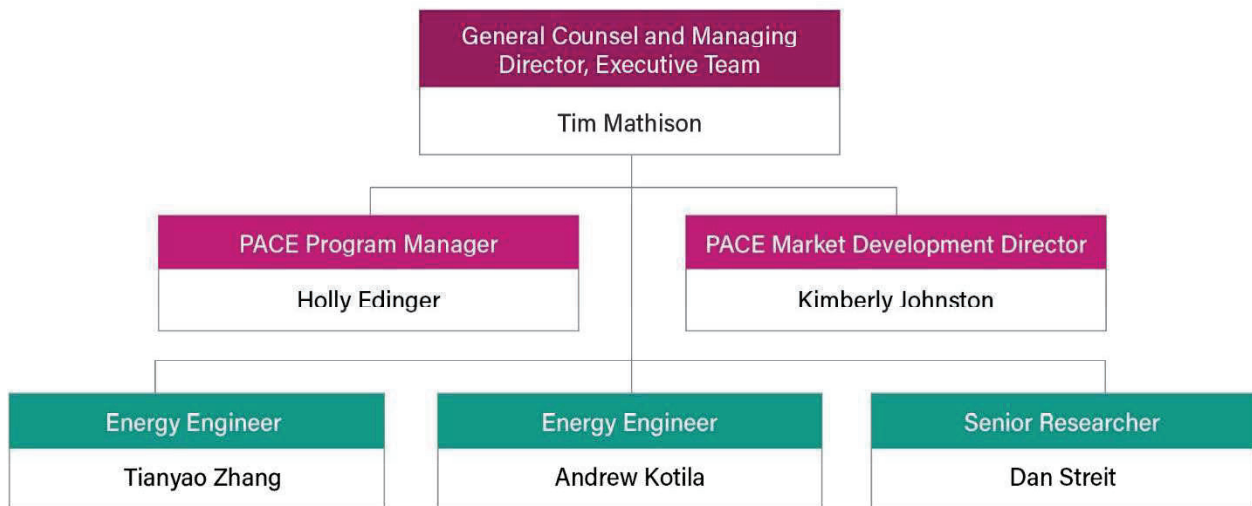 General Counsel and Managing
Director, Executive Team
Tim Mathison
PACE Program Manager
Holly Edinger
PACE Market Development Director
Kimberly Johnston
Energy Engineer
Tianyao Zhang
Energy Engineer
Andrew Kotila
Senior Researcher
Dan Streit